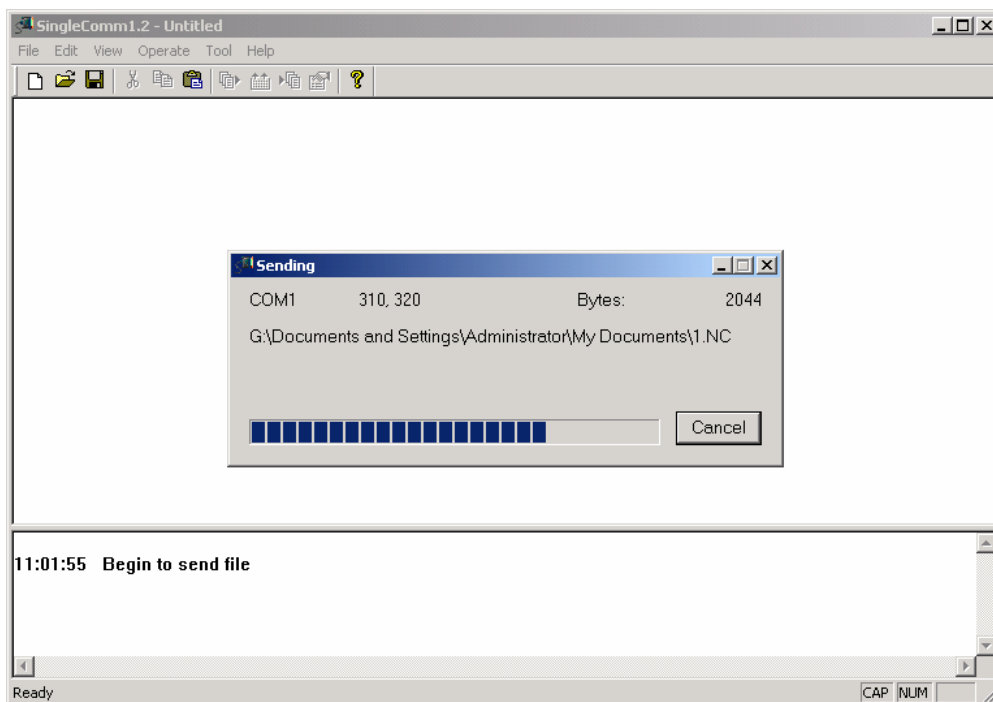 SingleComm1.2 - Untitled
File Edit View Operate Tool Help
Sending
COM1 310, 320 Bytes: 2044
G:\Documents and Settings\Administrator\My Documents\1.NC
Cancel
11:01:55 Begin to send file
Ready CAP NUM